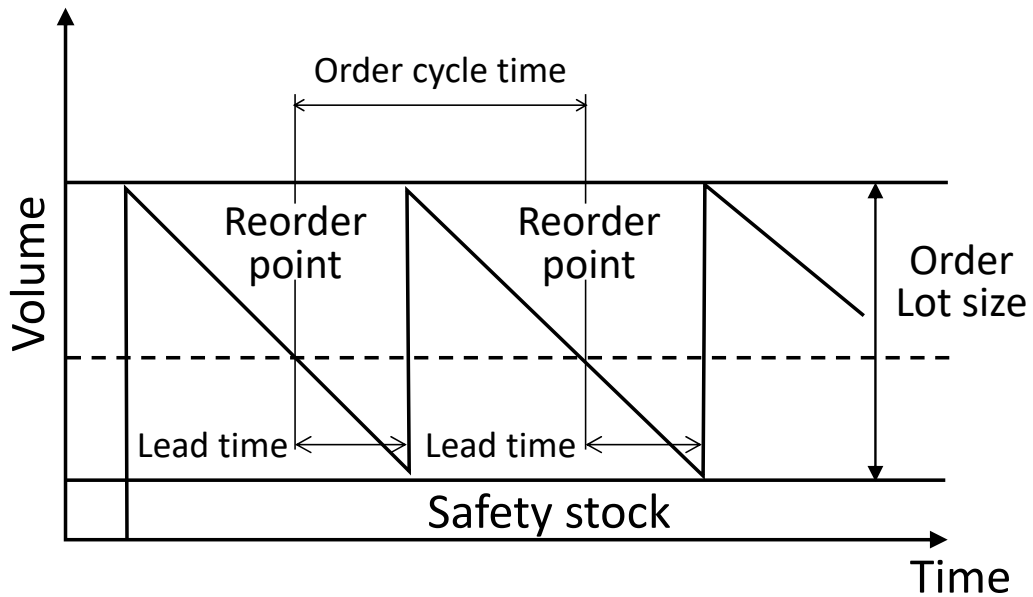 Order cycle time
Reorder
point
Reorder
point
Volume
Order
Lot size
Lead time
Lead time
Safety stock
Time